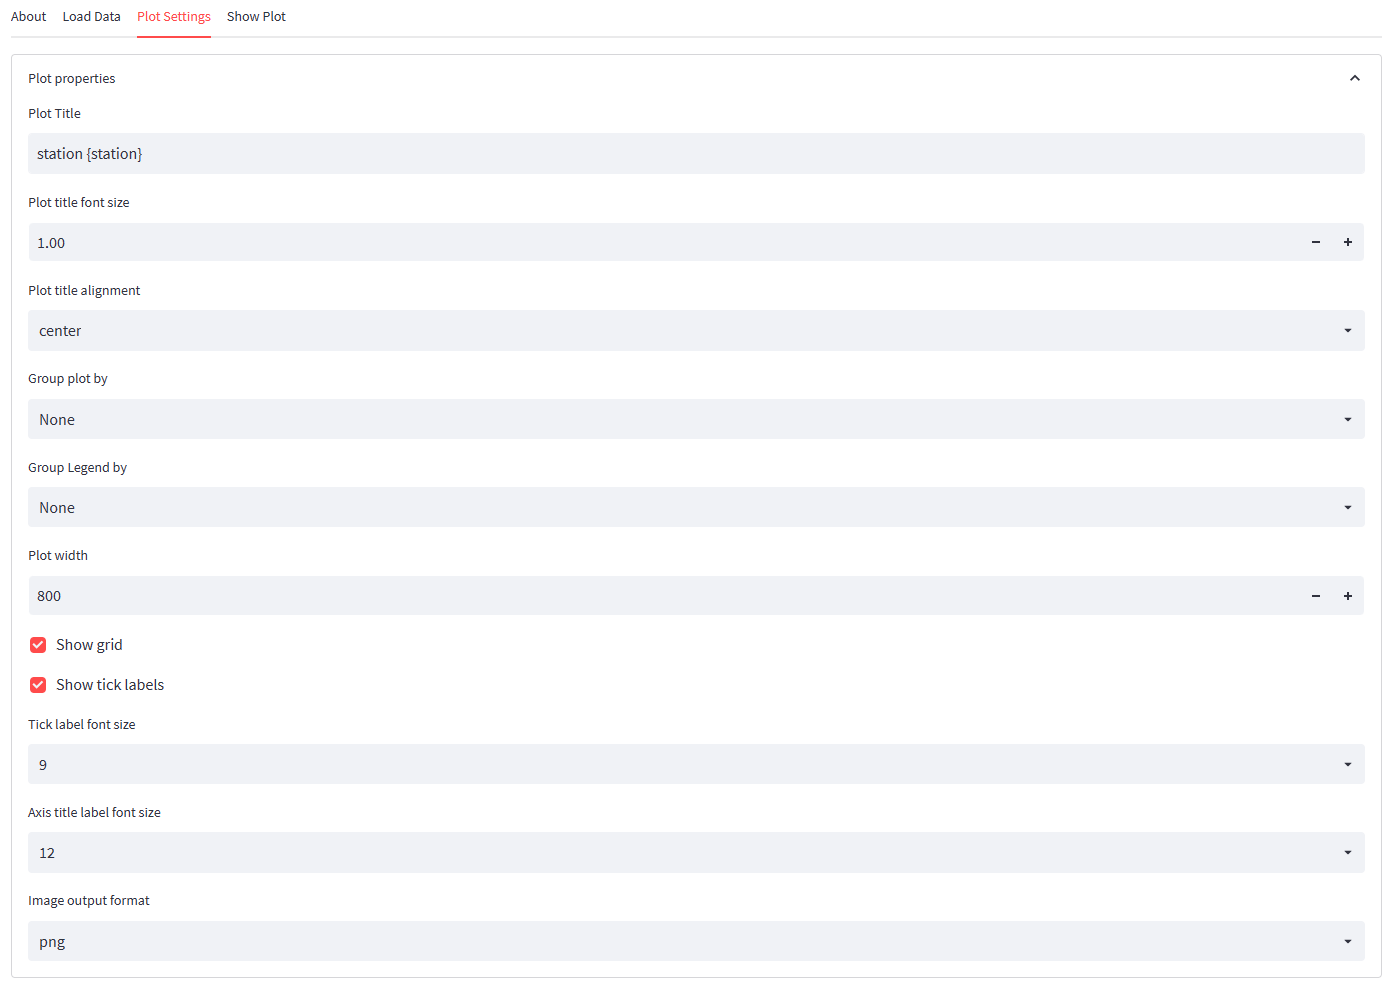 About Load Data Plot Settings Show Plot
Plot properties
Plot Title
station {station}
Plot title font size
1.00
Plot title alignment
center
Group plot by
None
Group Legend by
None
Plot width
800
Show grid
Show tick labels
Tick label font size
9
Axis title label font size
12
Image output format
png